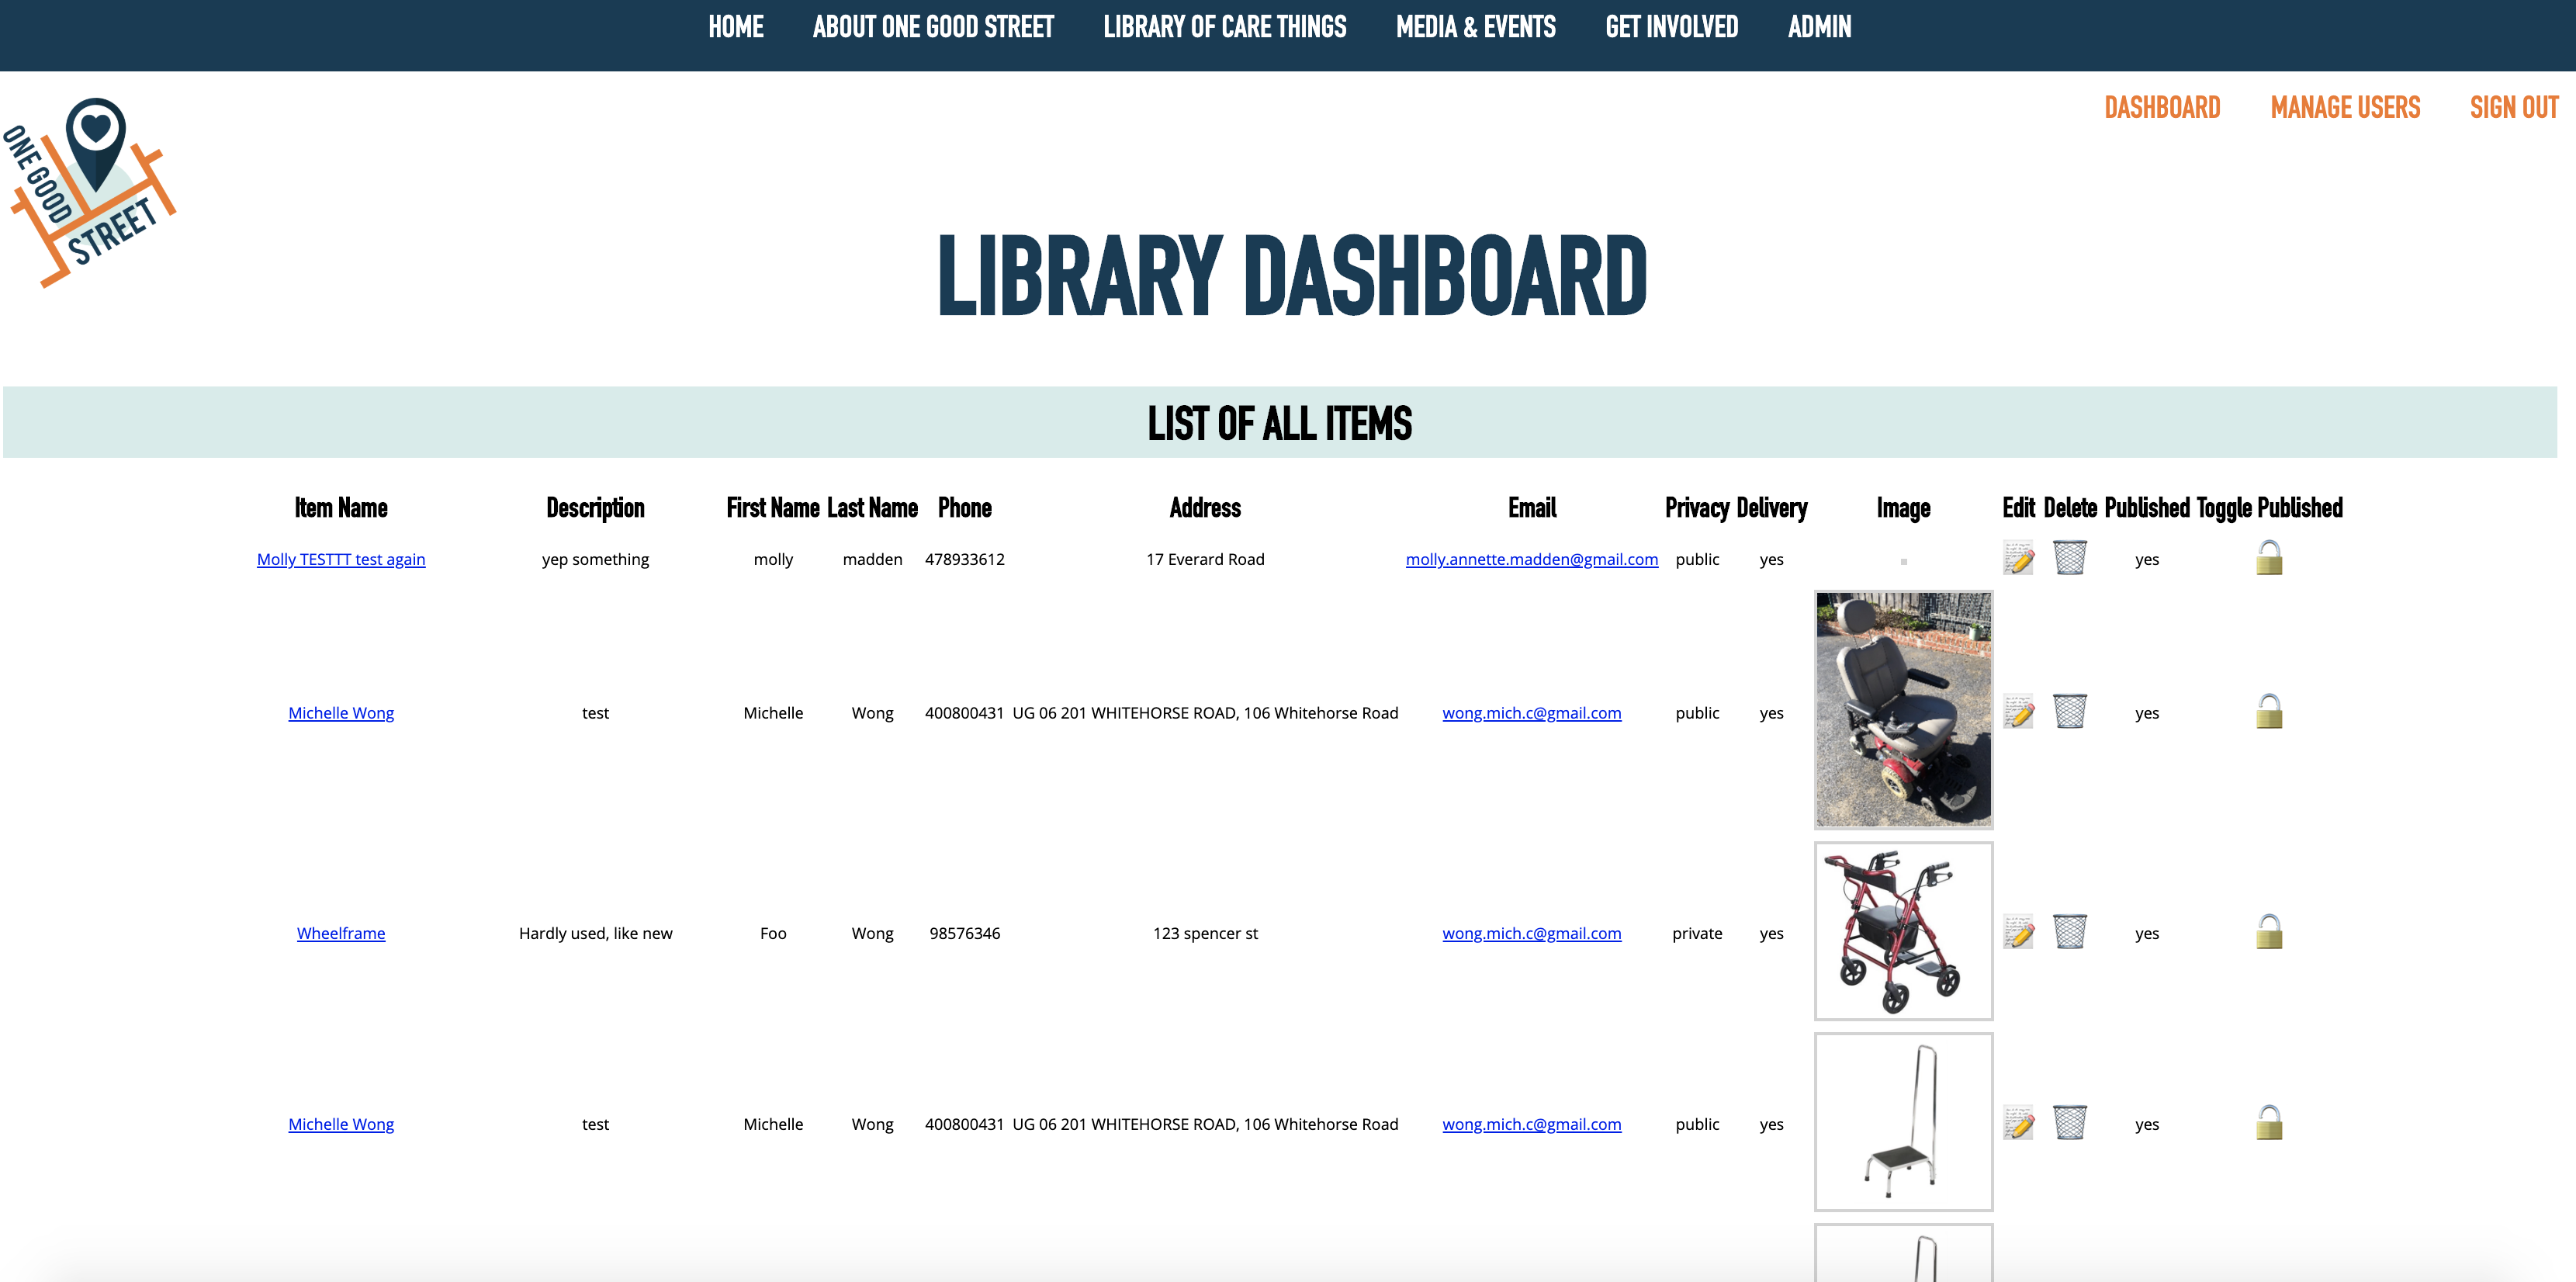 HOME ABOUT ONE GOOD STREET LIBRARY OF CARE THINGS MEDIA & EVENTS GET INVOLVED ADMIN
DASHBOARD MANAGE USERS SIGN OUT
ONE GOOD
STREET
LIBRARY DASHBOARD
LIST OF ALL ITEMS
Item Name Description First Name Last Name Phone Address Email Privacy Delivery Image Edit Delete Published Toggle Published
Molly TESTTT test again yep something molly madden 478933612 17 Everard Road molly.annette.madden@gmail.com public yes yes
Michelle Wong test Michelle Wong 400800431 UG 06 201 WHITEHORSE ROAD, 106 Whitehorse Road wong.mich.c@gmail.com public yes yes
Wheelframe Hardly used, like new Foo Wong 98576346 123 spencer st wong.mich.c@gmail.com private yes yes
Michelle Wong test Michelle Wong 400800431 UG 06 201 WHITEHORSE ROAD, 106 Whitehorse Road wong.mich.c@gmail.com public yes yes